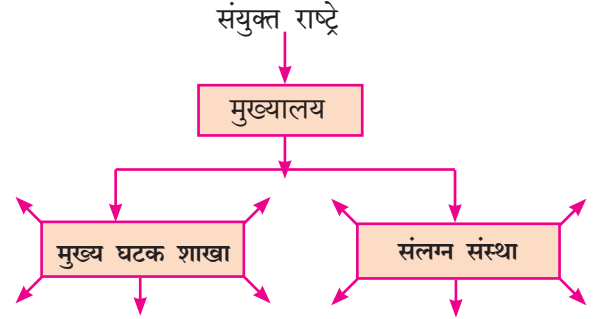 संयुक्त राष्ट्रे
मुख्यालय
मुख्य घटक शाखा
संलग्न संस्था